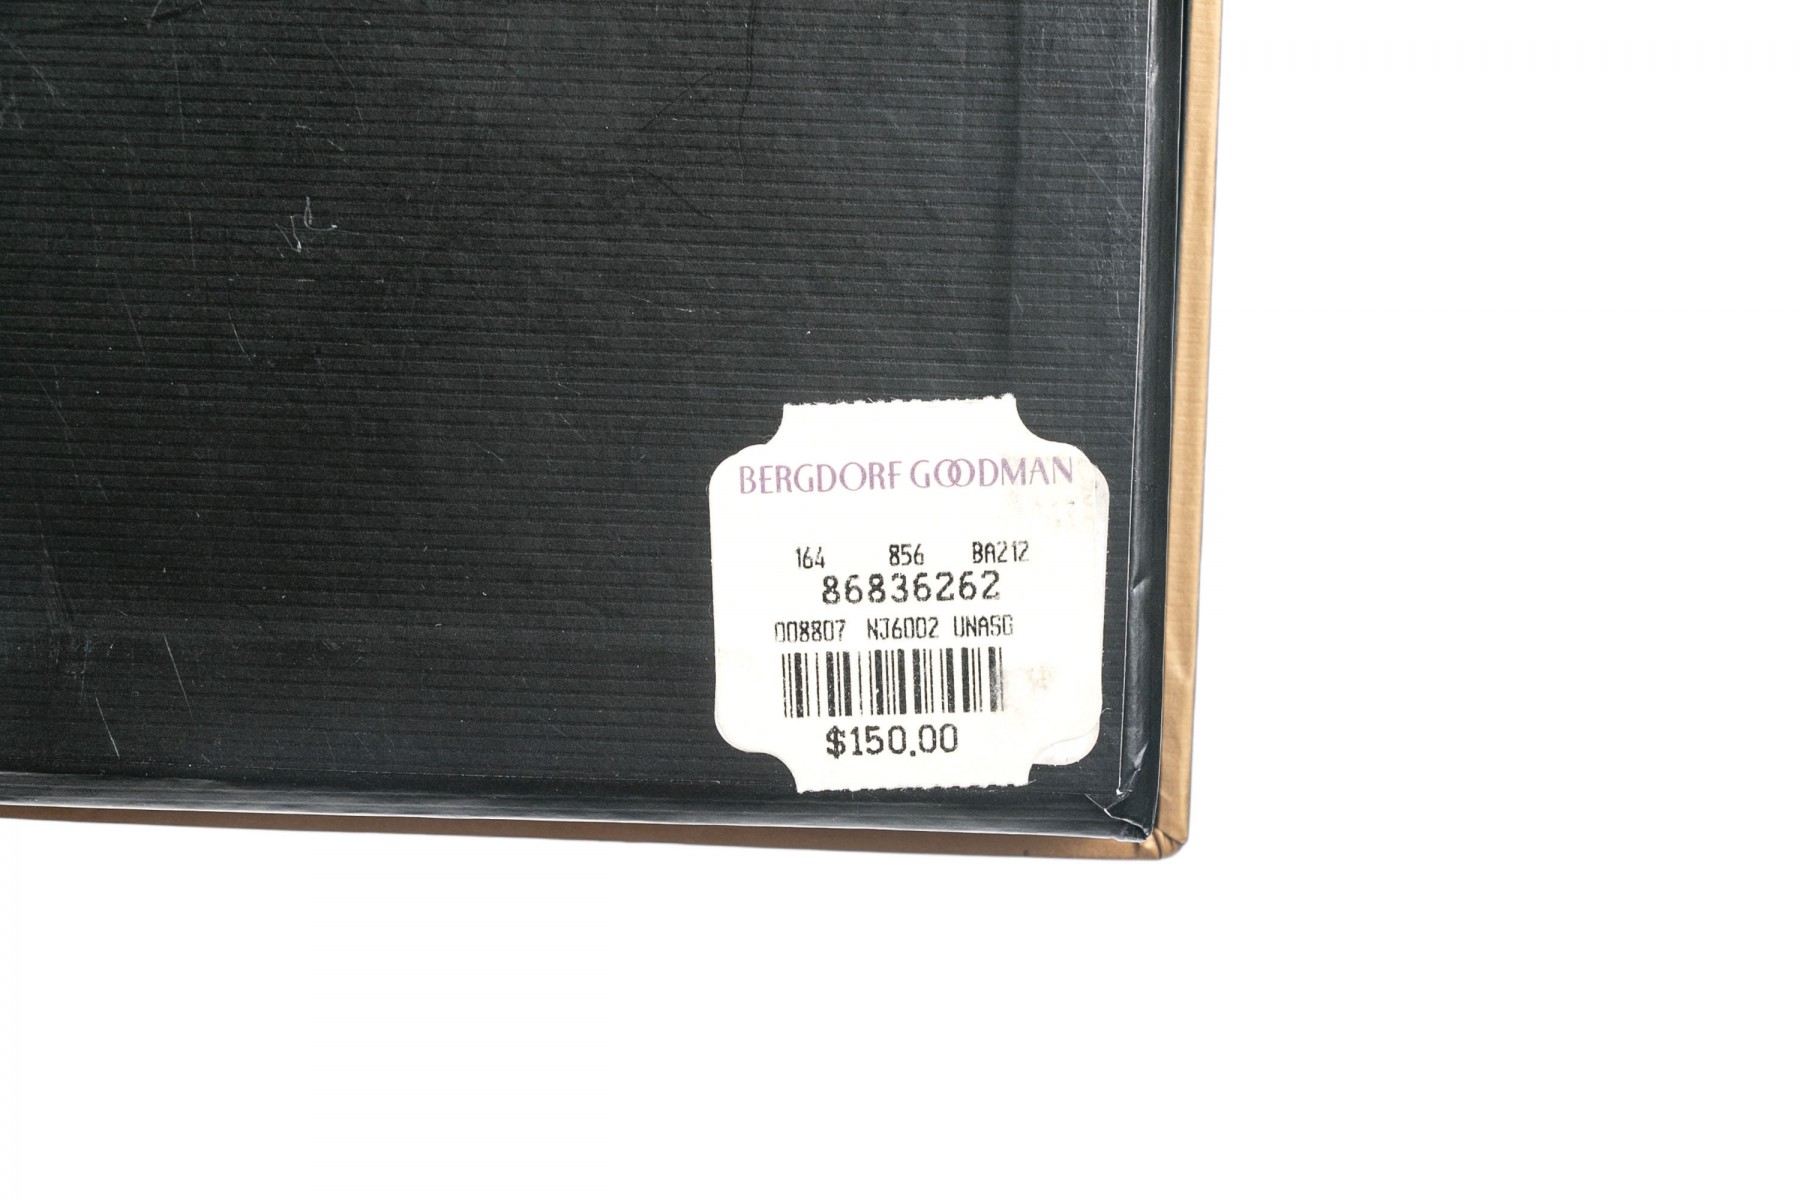 BERGDORF GOODMAN
164 856 BA212
86836262
008807 NJ6002 UNASG
$150.00